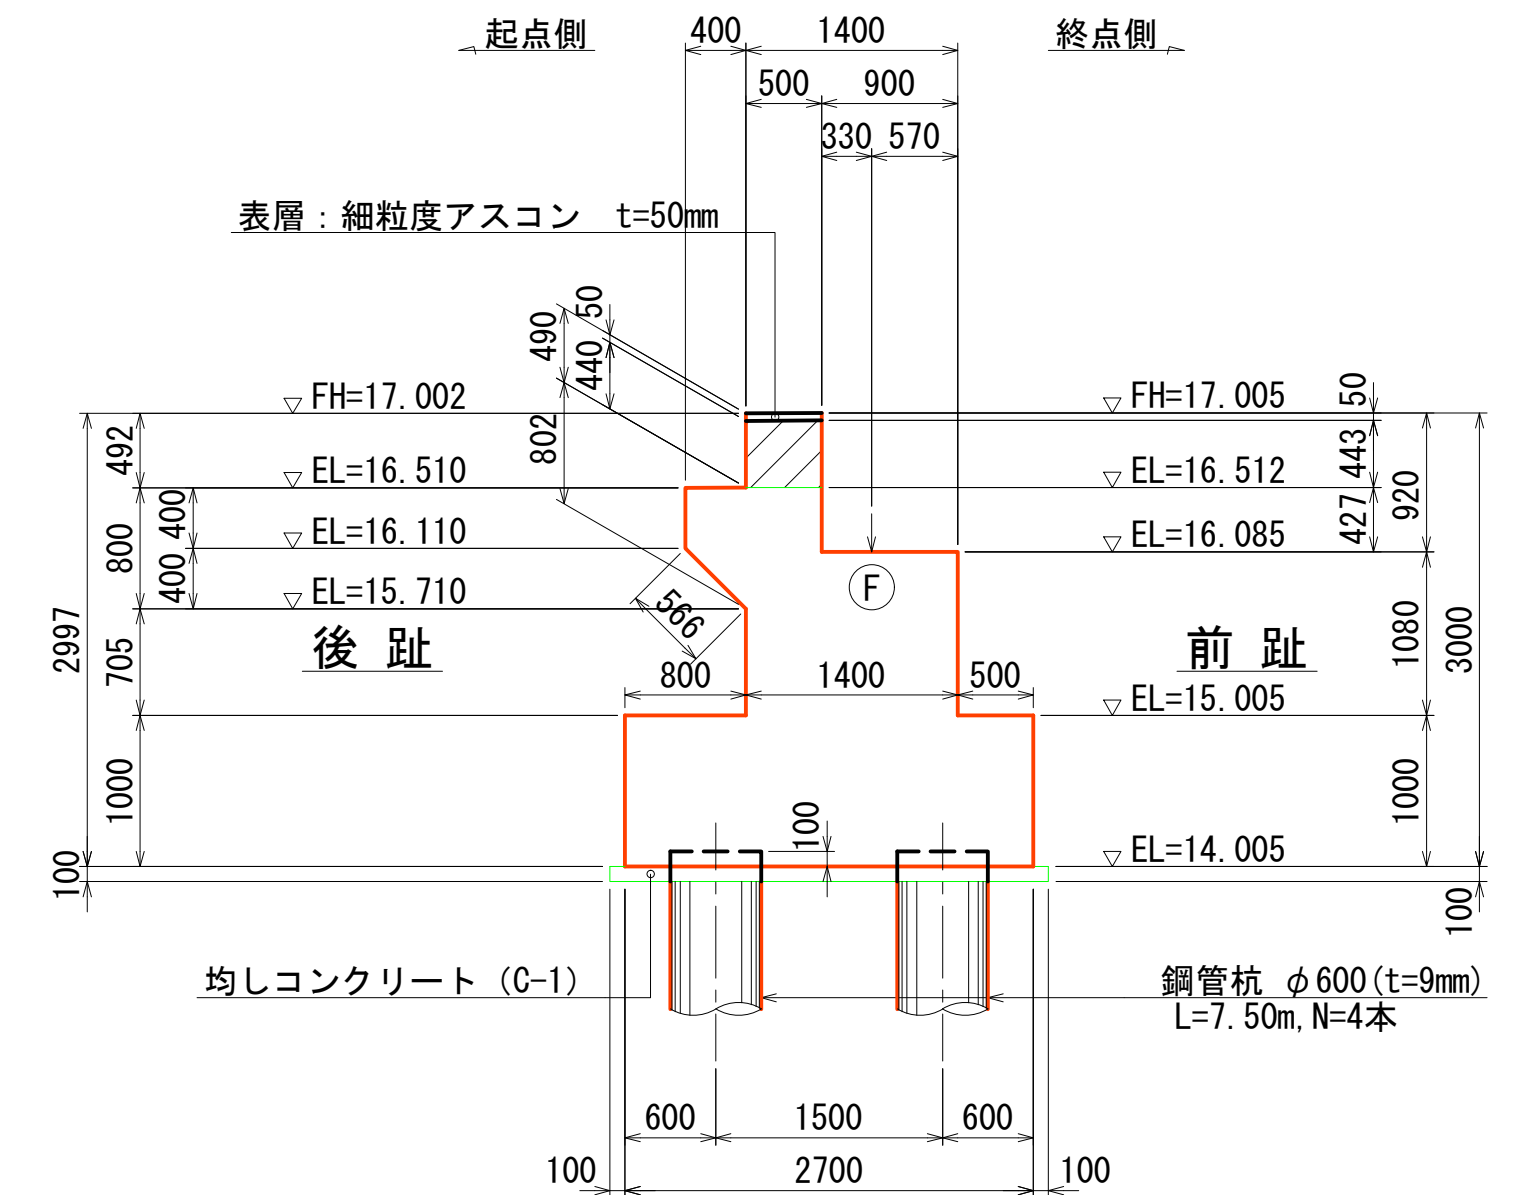 起点側
400
1400
終点側
500
900
330
570
表層：細粒度アスコン　t=50mm
490
50
440
802
FH=17.002
FH=17.005
50
492
EL=16.510
EL=16.512
443
920
400
EL=16.110
EL=16.085
427
800
400
EL=15.710
F
566
2997
705
後 趾
前 趾
1080
3000
800
1400
500
EL=15.005
1000
100
1000
EL=14.005
100
100
均しコンクリート (C-1)
鋼管杭 φ600(t=9mm)
L=7.50m,N=4本
600
1500
600
100
2700
100